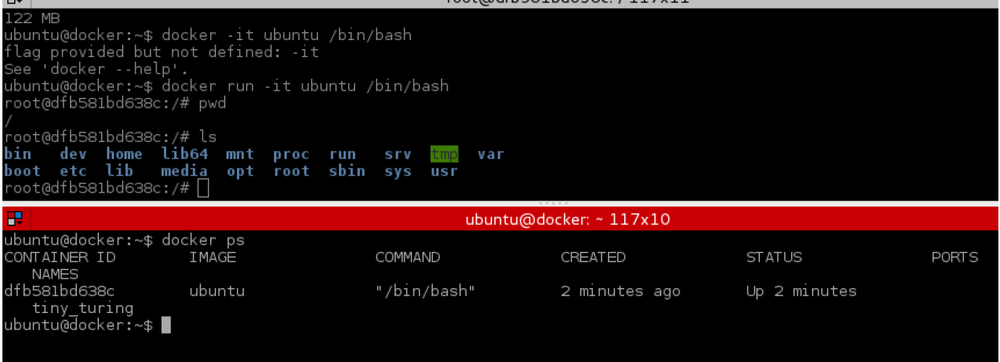 122 MB
ubuntu@docker:~$ docker -it ubuntu /bin/bash
flag provided but not defined: -it
See 'docker --help'.
ubuntu@docker:~$ docker run -it ubuntu /bin/bash
root@dfb581bd638c:/# pwd
/
root@dfb581bd638c:/# ls
bin dev home lib64 mnt proc run srv tmp var
boot etc lib media opt root sbin sys usr
root@dfb581bd638c:/#
ubuntu@docker: ~ 117x10
ubuntu@docker:~$ docker ps
CONTAINER ID IMAGE COMMAND CREATED STATUS PORTS
NAMES
dfb581bd638c ubuntu "/bin/bash" 2 minutes ago Up 2 minutes
tiny_turing
ubuntu@docker:~$